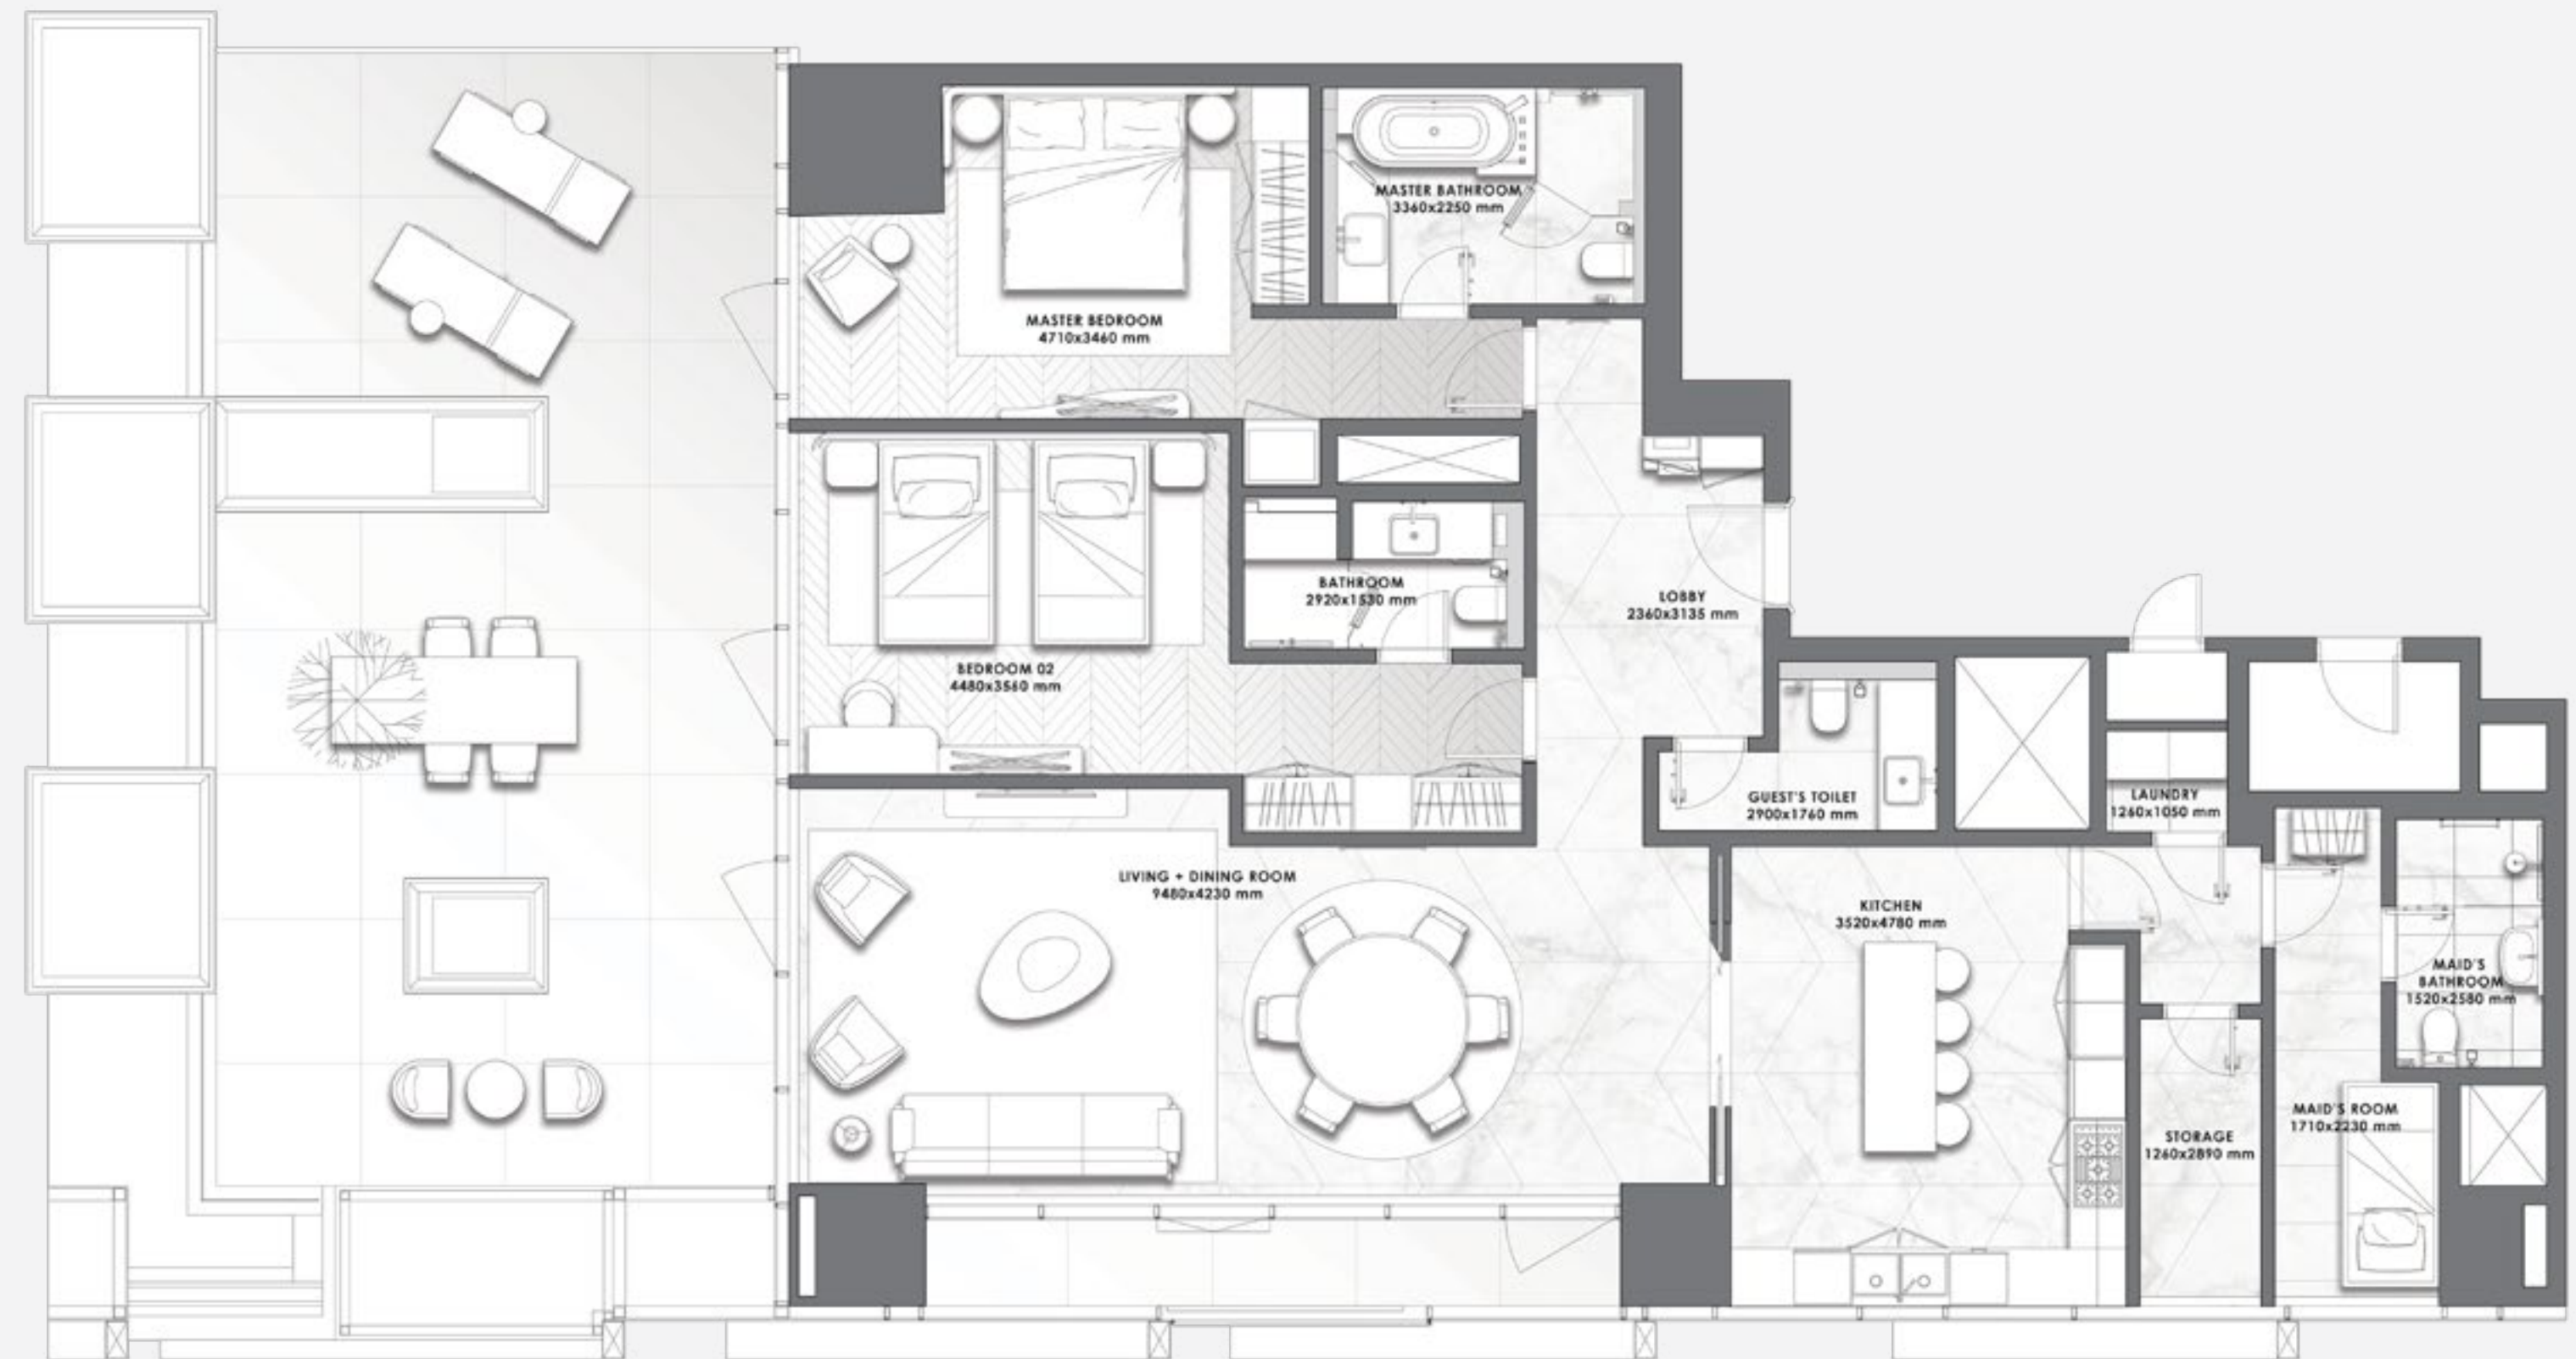 MASTER BATHROOM
3360x2250 mm
MASTER BEDROOM
4710x3460 mm
BATHROOM
2920x1530 mm
LOBBY
2360x3135 mm
BEDROOM 02
4480x3560 mm
GUEST'S TOILET
2900x1760 mm
LAUNDRY
1260x1050 mm
LIVING + DINING ROOM
9480x4230 mm
KITCHEN
3520x4780 mm
MAID'S
BATHROOM
1520x2580 mm
MAID'S ROOM
1710x2230 mm
STORAGE
1260x2890 mm